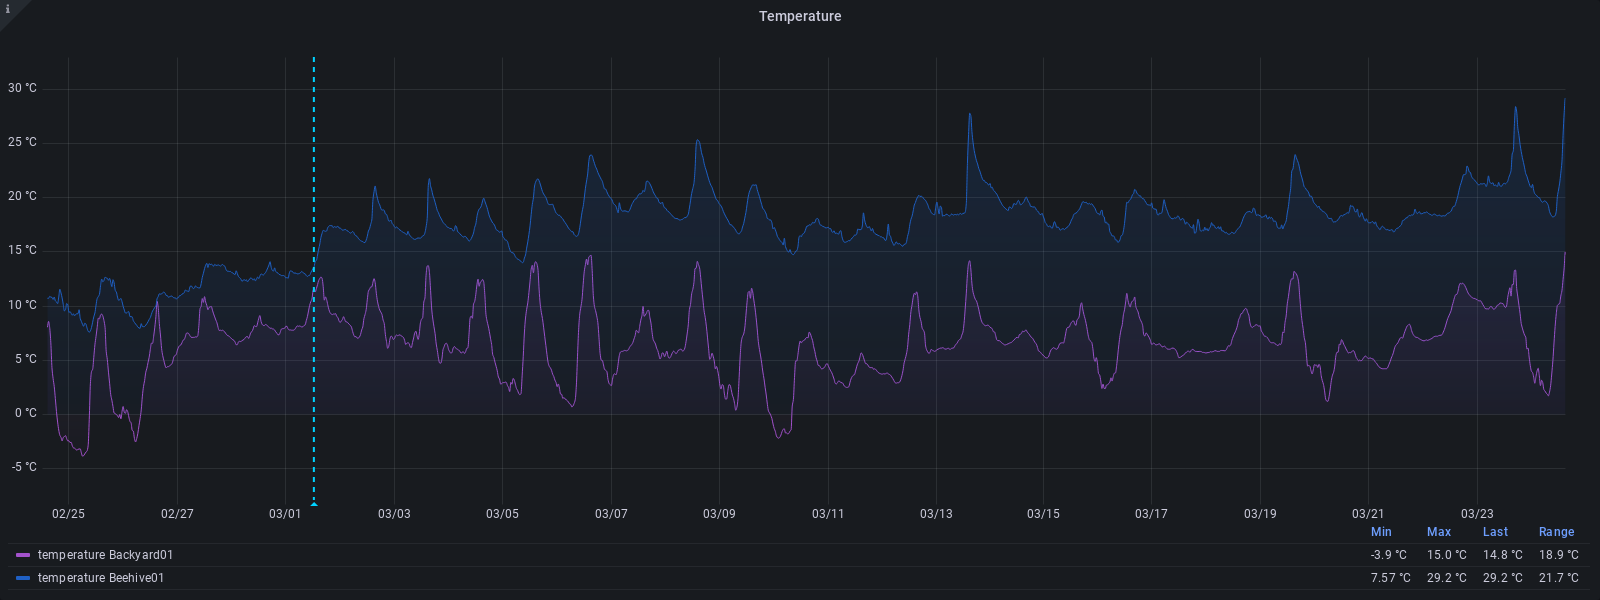 i
Temperature
30 °C
25 °C
20 °C
15 °C
10 °C
5 °C
0 °C
-5 °C
02/25 02/27 03/01 03/03 03/05 03/07 03/09 03/11 03/13 03/15 03/17 03/19 03/21 03/23
Min Max Last Range
temperature Backyard01 -3.9 °C 15.0 °C 14.8 °C 18.9 °C
temperature Beehive01 7.57 °C 29.2 °C 29.2 °C 21.7 °C